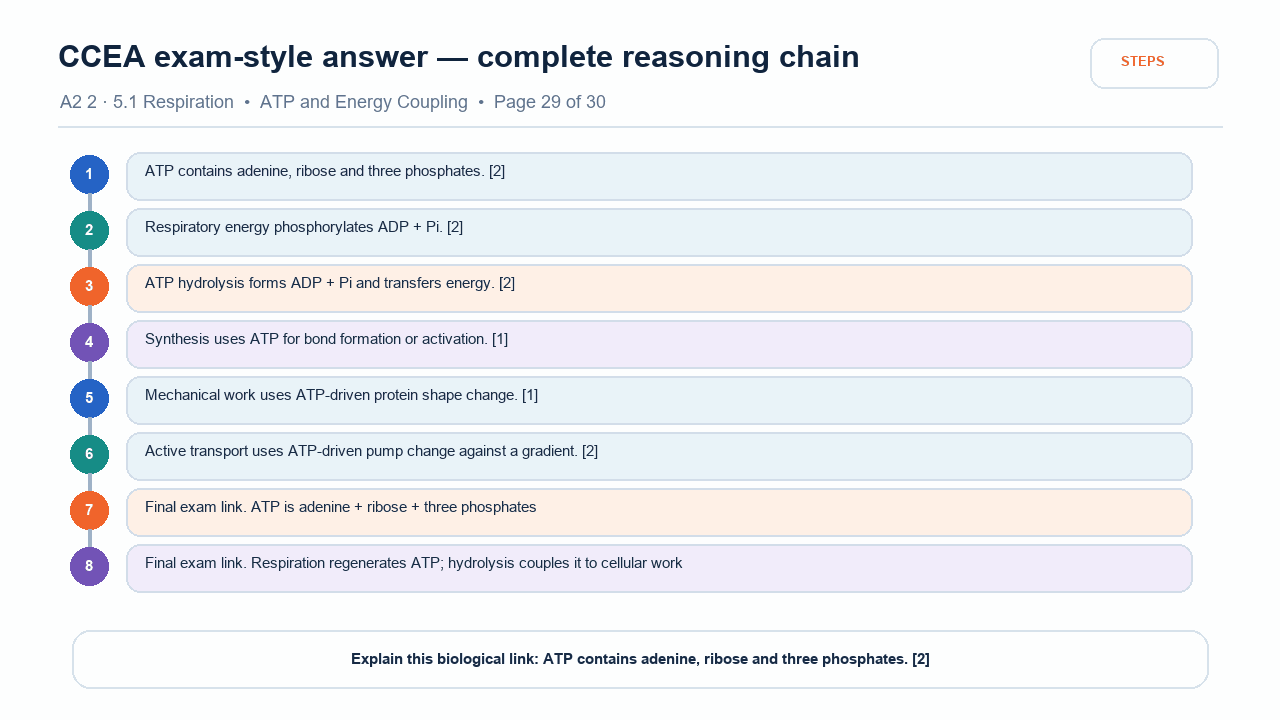 CCEA exam-style answer — complete reasoning chain
STEPS
A2 2 · 5.1 Respiration • ATP and Energy Coupling • Page 29 of 30
1
ATP contains adenine, ribose and three phosphates. [2]
2
Respiratory energy phosphorylates ADP + Pi. [2]
3
ATP hydrolysis forms ADP + Pi and transfers energy. [2]
4
Synthesis uses ATP for bond formation or activation. [1]
5
Mechanical work uses ATP-driven protein shape change. [1]
6
Active transport uses ATP-driven pump change against a gradient. [2]
7
Final exam link. ATP is adenine + ribose + three phosphates
8
Final exam link. Respiration regenerates ATP; hydrolysis couples it to cellular work
Explain this biological link: ATP contains adenine, ribose and three phosphates. [2]